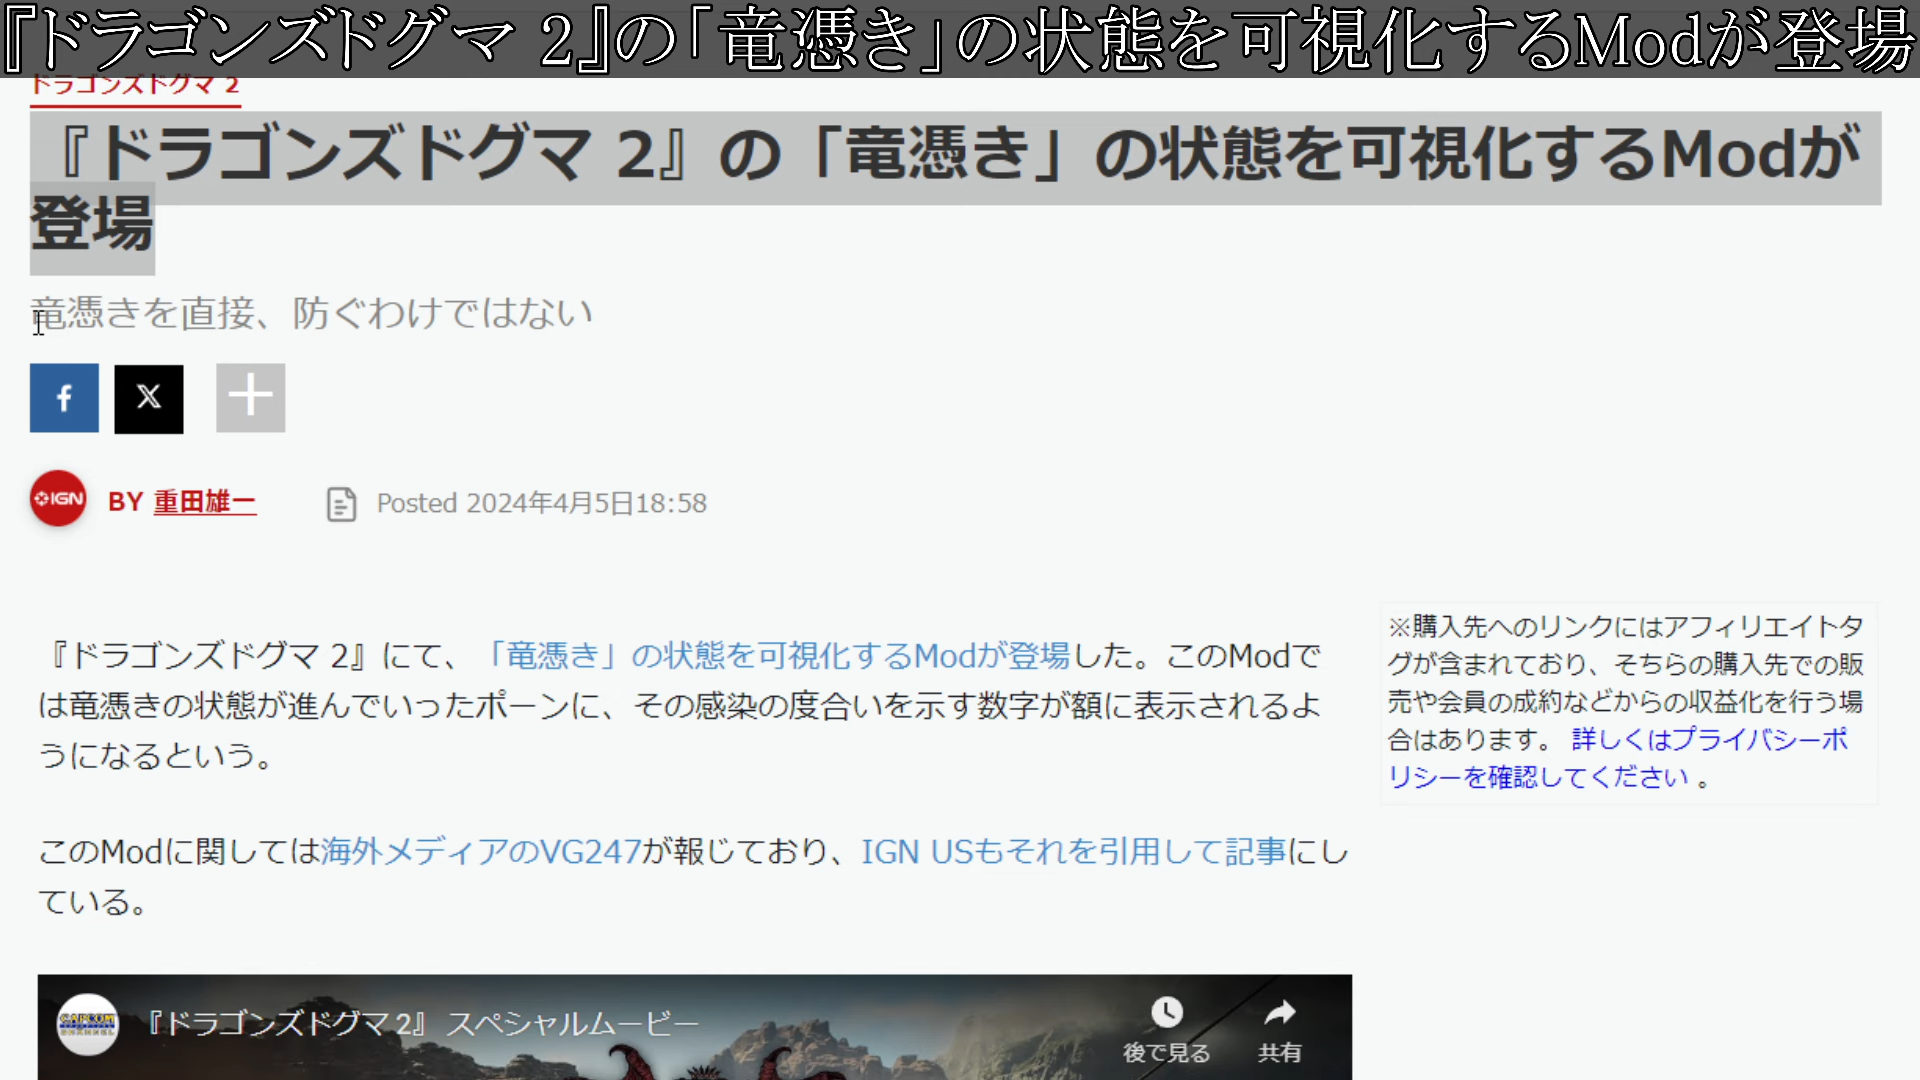 『ドラゴンズドグマ 2』の「竜憑き」の状態を可視化するModが登場
ドラゴンズドグマ 2
『ドラゴンズドグマ 2』の「竜憑き」の状態を可視化するModが
登場
竜憑きを直接、防ぐわけではない
f X +
IGN BY 重田雄一 Posted 2024年4月5日18:58
『ドラゴンズドグマ 2』にて、「竜憑き」の状態を可視化するModが登場した。このModで
は竜憑きの状態が進んでいったポーンに、その感染の度合いを示す数字が額に表示されるよ
うになるという。
このModに関しては海外メディアのVG247が報じており、IGN USもそれを引用して記事にし
ている。
※購入先へのリンクにはアフィリエイトタ
グが含まれており、そちらの購入先での販
売や会員の成約などからの収益化を行う場
合はあります。 詳しくはプライバシーポ
リシーを確認してください 。
CAPCOM CHANNEL
『ドラゴンズドグマ 2』 スペシャルムービー
後で見る 共有